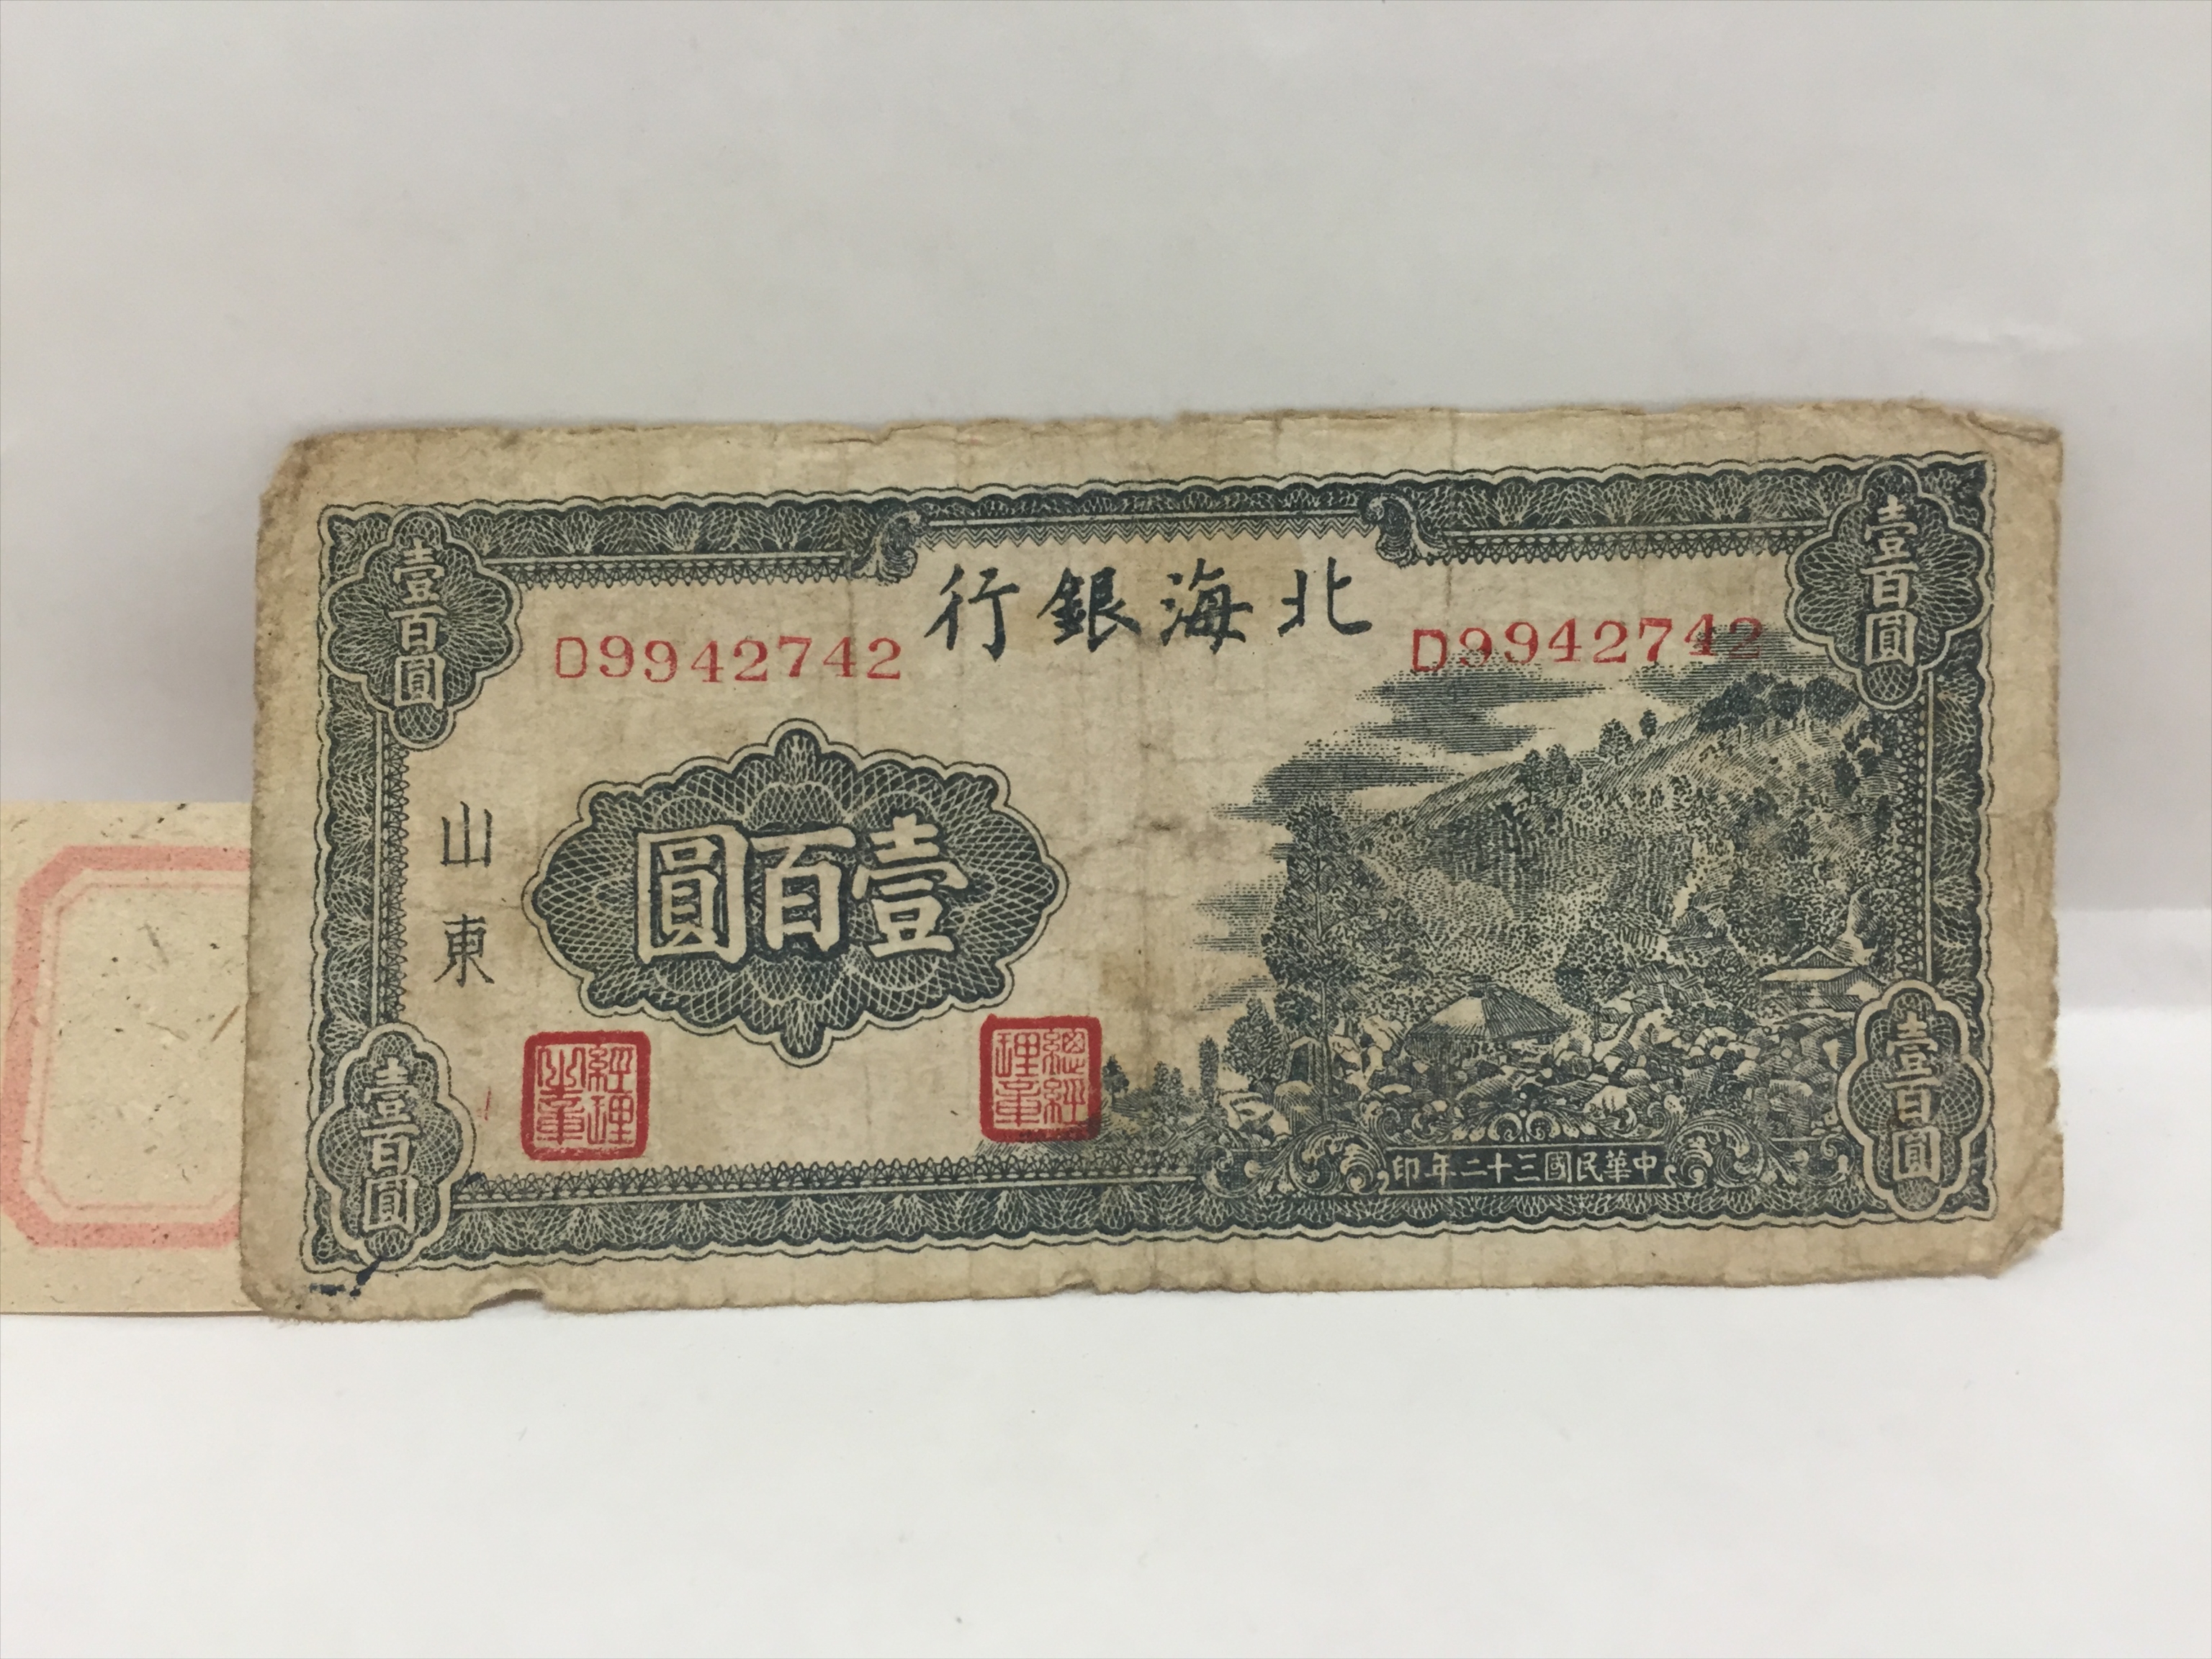 北海銀行
壹百圓
壹百圓
D9942742
D9942742
山東
壹百圓
總經理章
經理之章
壹百圓
壹百圓
中華民國三十二年印